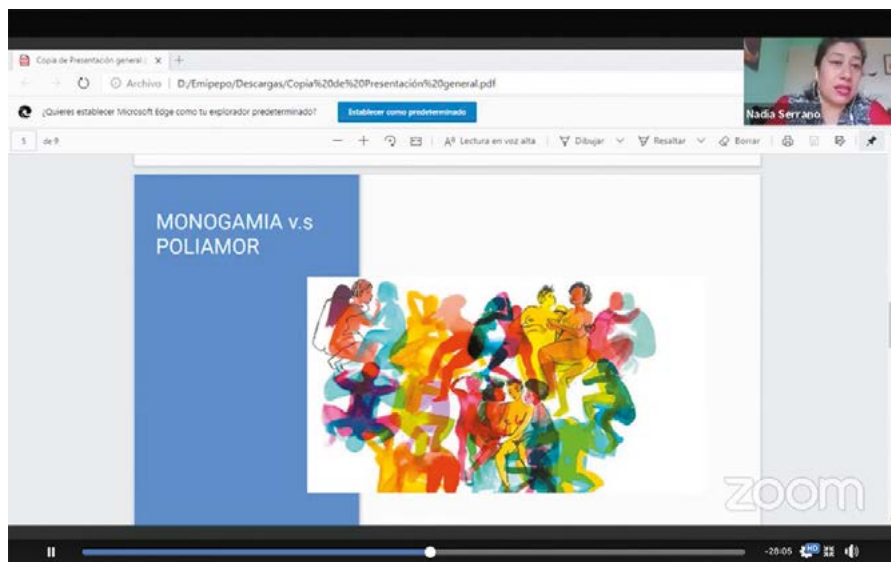 Copia de Presentación general.
Archivo D:/Emipepo/Descargas/Copia%20de%20Presentación%20general.pdf
¿Quieres establecer Microsoft Edge como tu explorador predeterminado? Establecer como predeterminado
Nadia Serrano
5 de 9 Lectura en voz alta Dibujar Resaltar Borrar
MONOGAMIA v.s
POLIAMOR
zoom
-28:05 HD